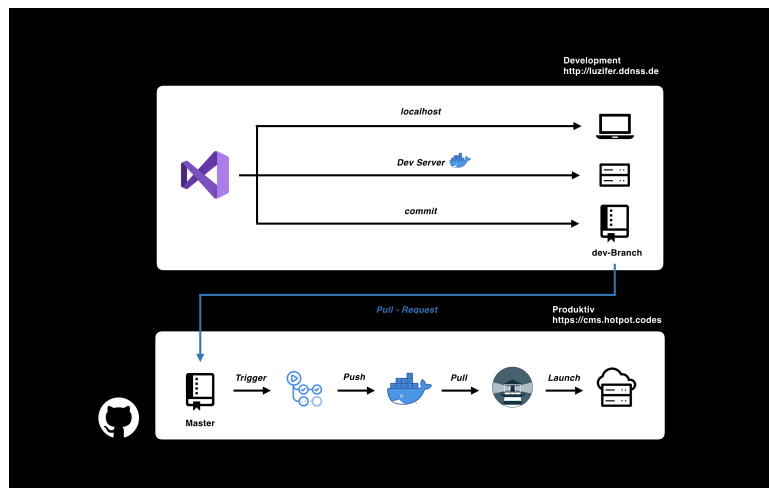 Development
http://luzifer.ddnss.de
localhost
Dev Server
commit
dev-Branch
Pull - Request
Produktiv
https://cms.hotpot.codes
Trigger
Push
Pull
Launch
Master